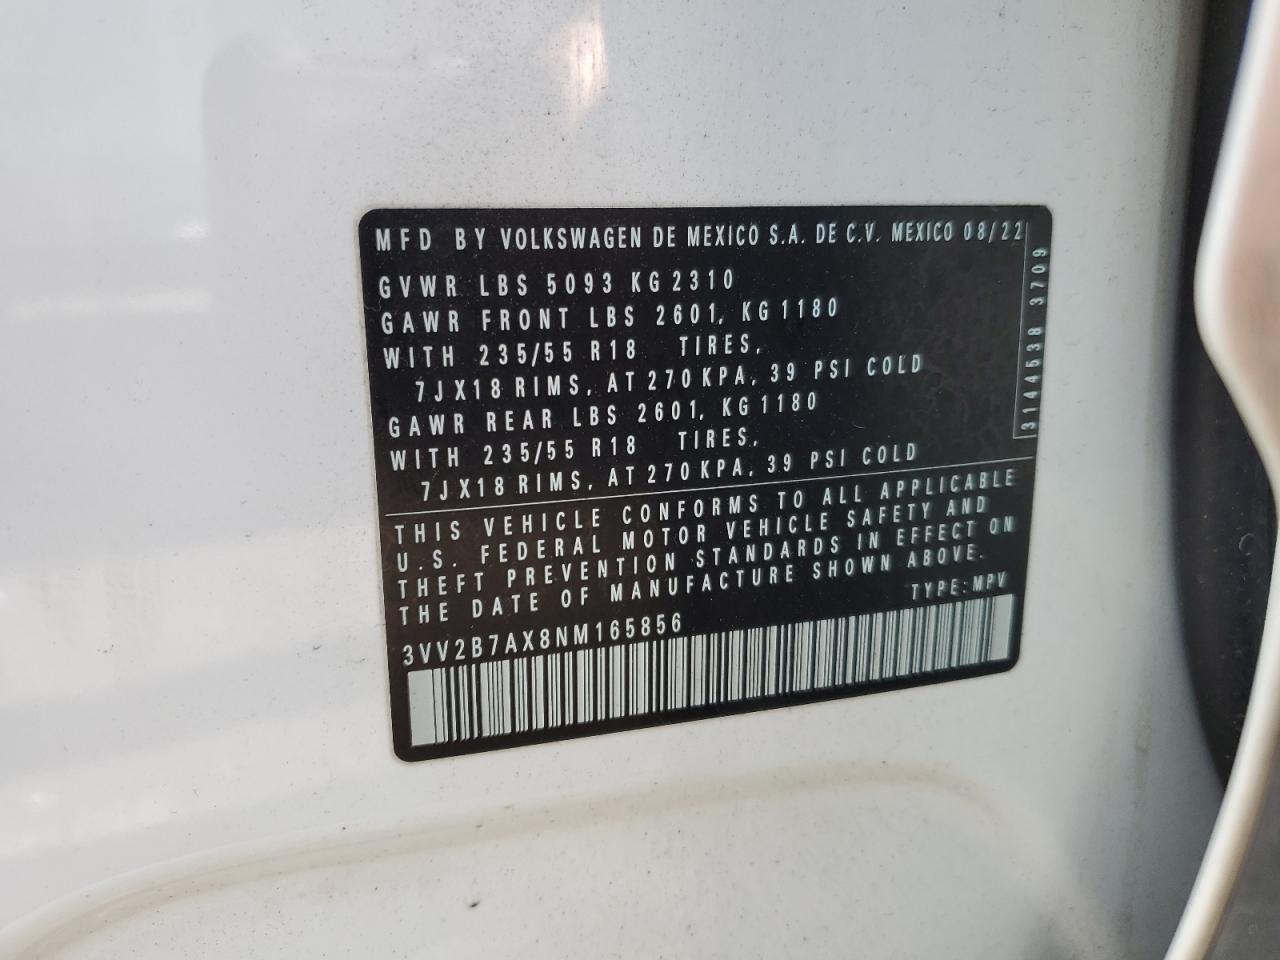 MFD BY VOLKSWAGEN DE MEXICO S.A. DE C.V. MEXICO 08/22
GVWR LBS 5093 KG 2310
GAWR FRONT LBS 2601, KG 1180
WITH 235/55 R18 TIRES,
7JX18 RIMS, AT 270 KPA, 39 PSI COLD
GAWR REAR LBS 2601, KG 1180
WITH 235/55 R18 TIRES,
7JX18 RIMS, AT 270 KPA, 39 PSI COLD
3144538 3709
THIS VEHICLE CONFORMS TO ALL APPLICABLE
U.S. FEDERAL MOTOR VEHICLE SAFETY AND
THEFT PREVENTION STANDARDS IN EFFECT ON
THE DATE OF MANUFACTURE SHOWN ABOVE.
TYPE: MPV
3VV2B7AX8NM165856